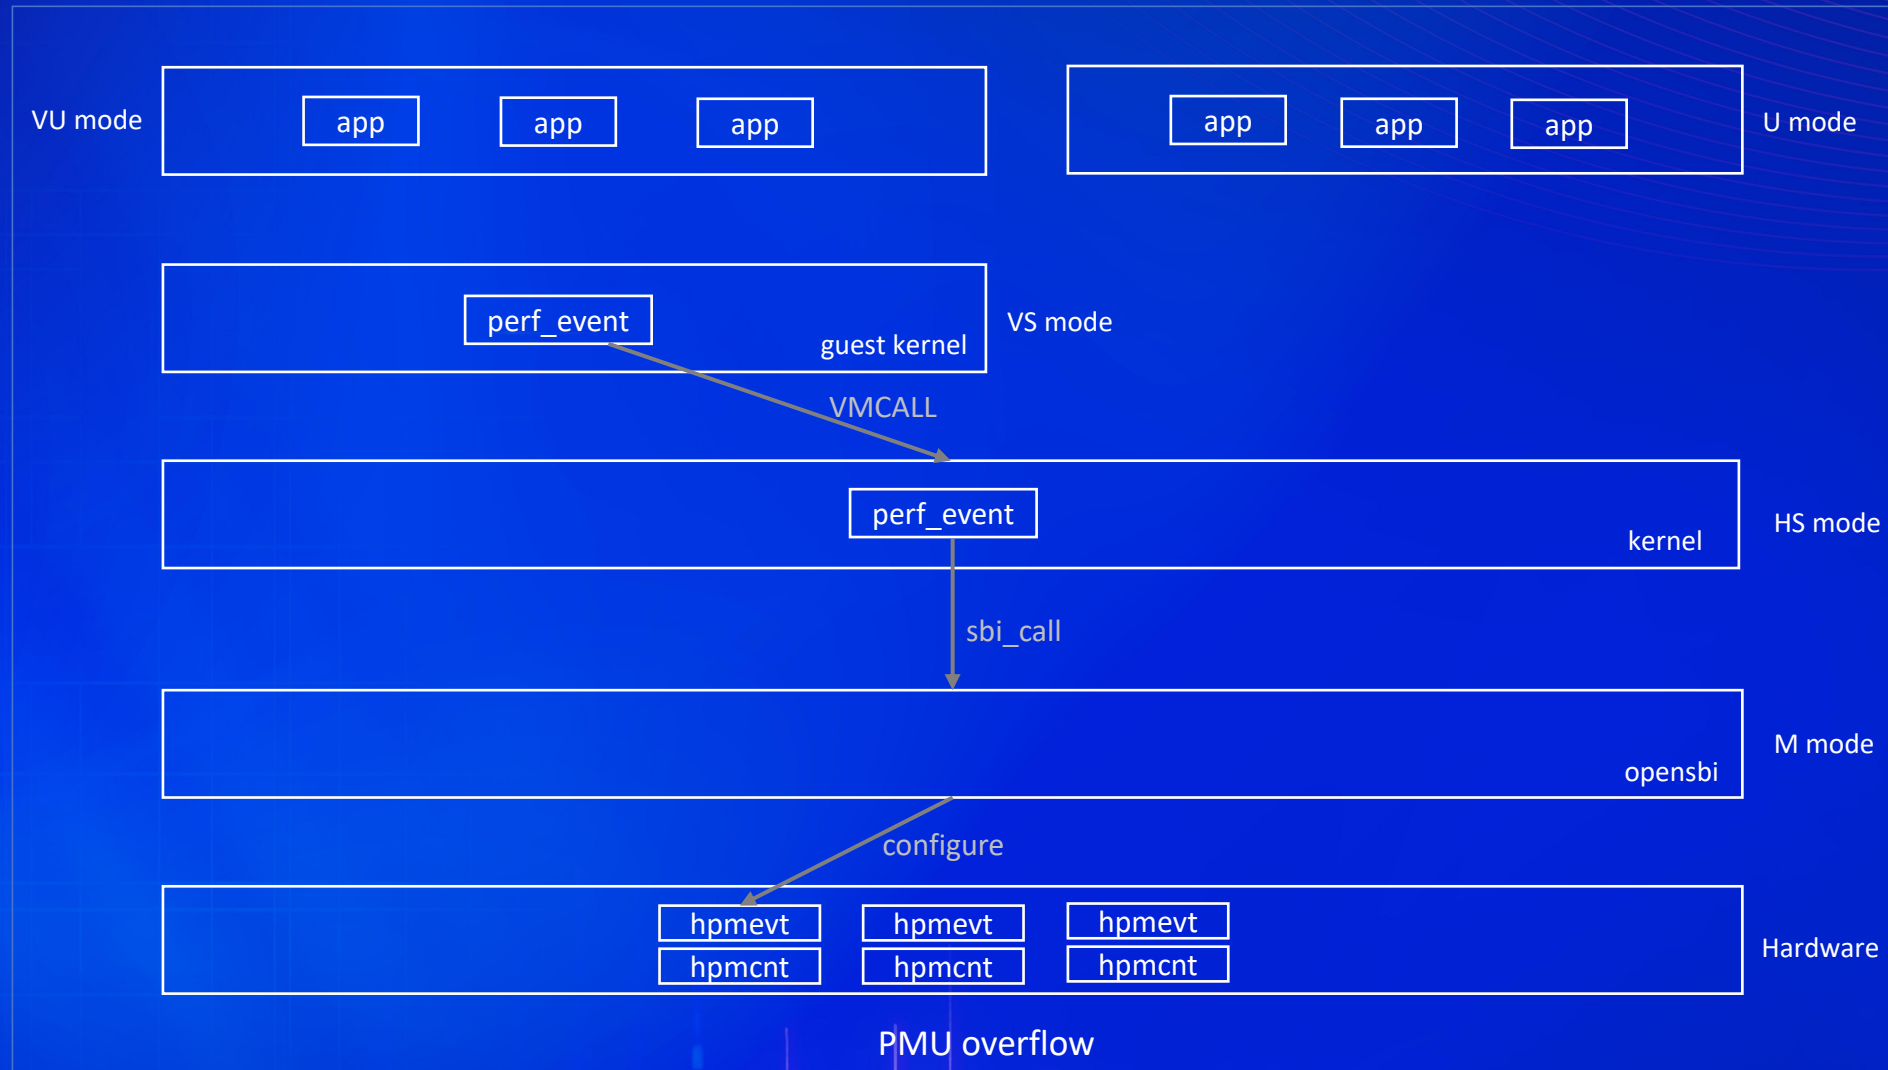 VU mode
app
app
app
app
app
app
U mode
perf_event
guest kernel
VS mode
VMCALL
perf_event
kernel
HS mode
sbi_call
opensbi
M mode
configure
hpmevt
hpmevt
hpmevt
hpmcnt
hpmcnt
hpmcnt
Hardware
PMU overflow